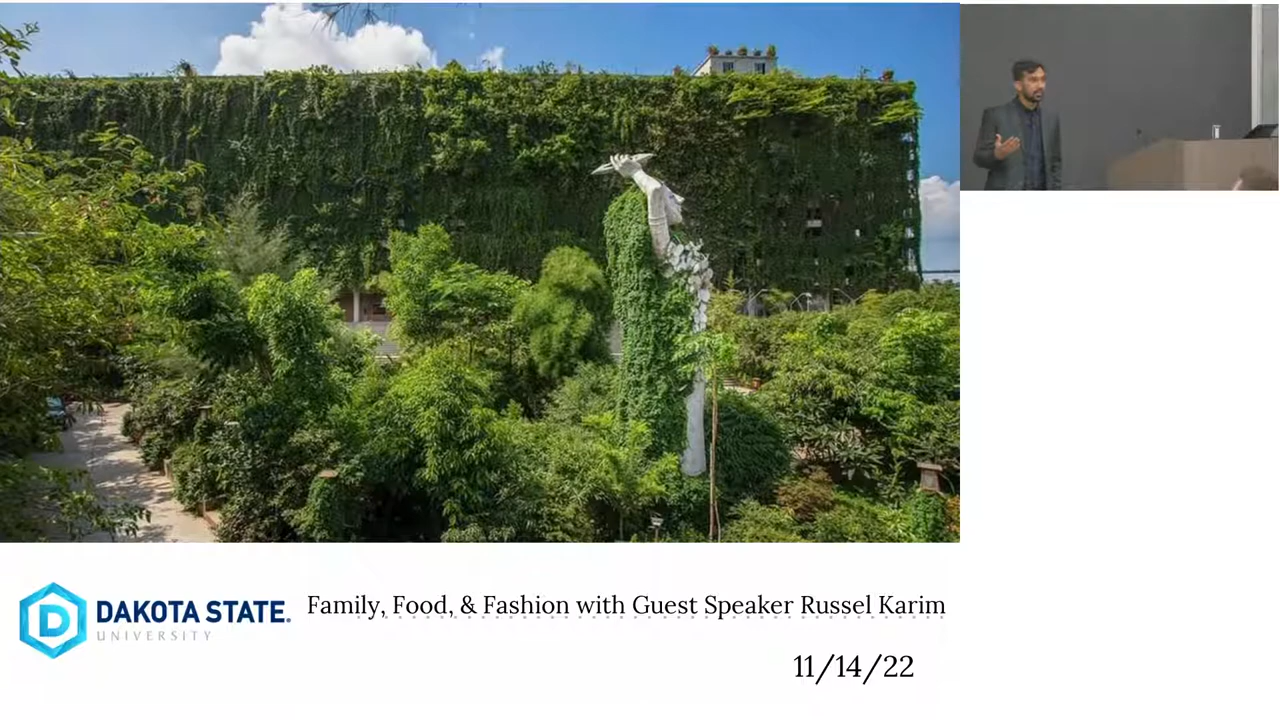 DAKOTA STATE.
UNIVERSITY
Family, Food, & Fashion with Guest Speaker Russel Karim
11/14/22